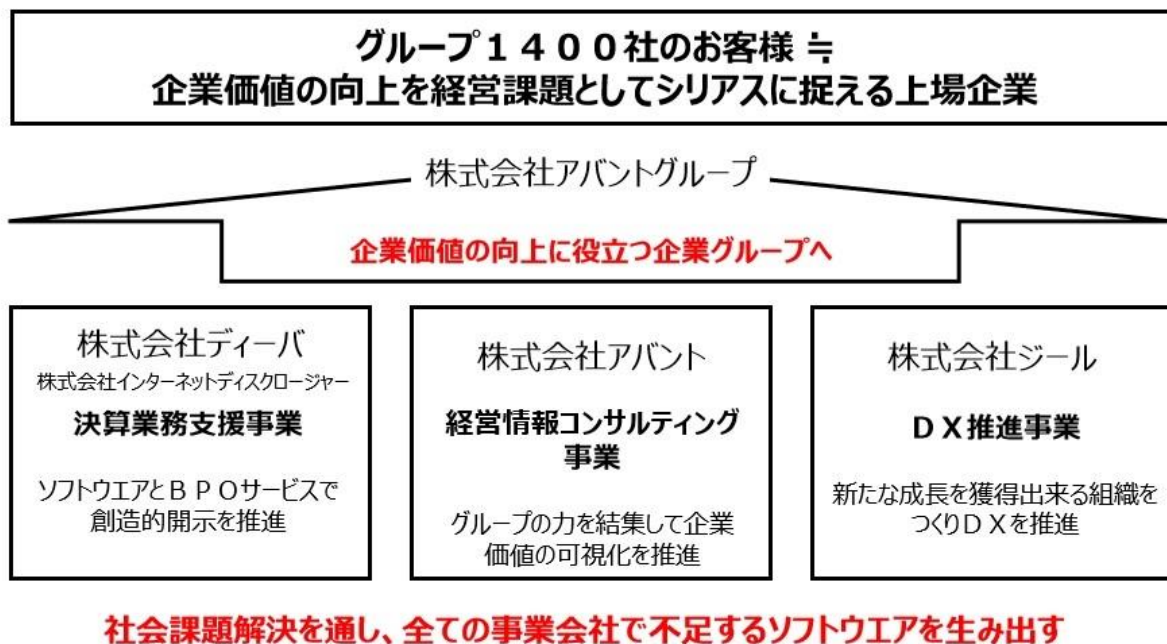 グループ１４００社のお客様 ≒
企業価値の向上を経営課題としてシリアスに捉える上場企業
株式会社アバントグループ
企業価値の向上に役立つ企業グループへ
株式会社ディーバ
株式会社インターネットディスクロージャー
決算業務支援事業
ソフトウエアとＢＰＯサービスで
創造的開示を推進
株式会社アバント
経営情報コンサルティング
事業
グループの力を結集して企業
価値の可視化を推進
株式会社ジール
ＤＸ推進事業
新たな成長を獲得出来る組織を
つくりＤＸを推進
社会課題解決を通し、全ての事業会社で不足するソフトウエアを生み出す